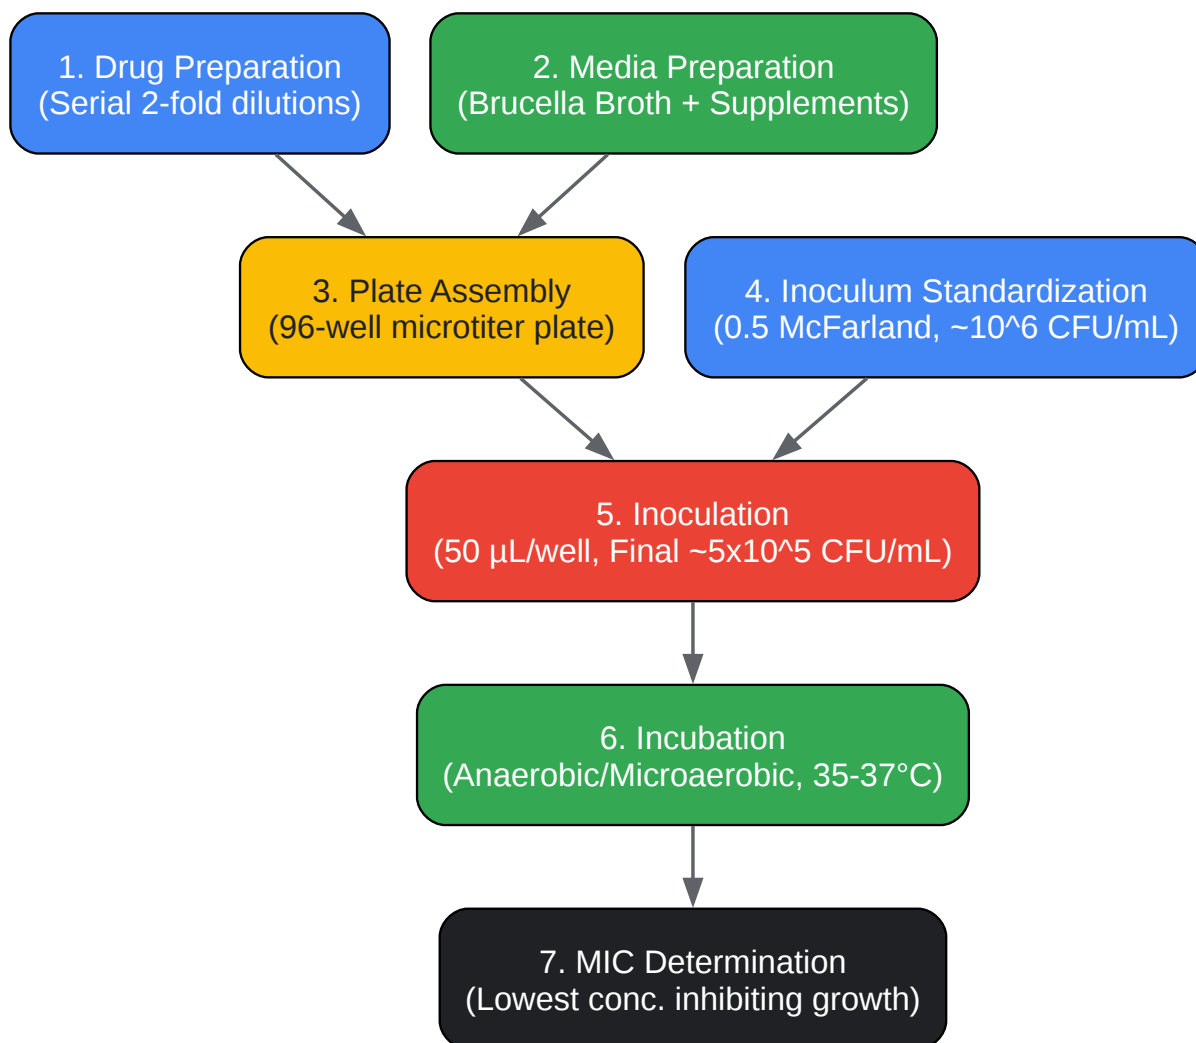 1. Drug Preparation
(Serial 2-fold dilutions)
2. Media Preparation
(Brucella Broth + Supplements)
3. Plate Assembly
(96-well microtiter plate)
4. Inoculum Standardization
(0.5 McFarland, ~10^6 CFU/mL)
5. Inoculation
(50 µL/well, Final ~5x10^5 CFU/mL)
6. Incubation
(Anaerobic/Microaerobic, 35-37°C)
7. MIC Determination
(Lowest conc. inhibiting growth)